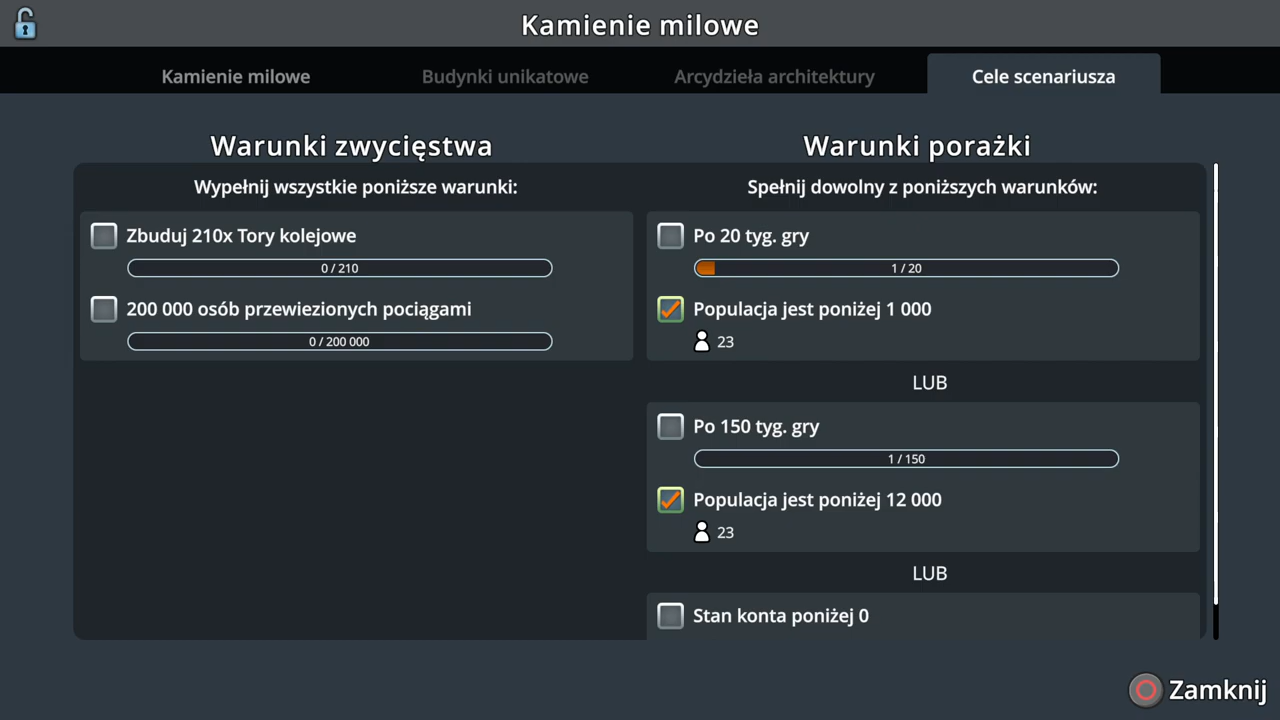 Kamienie milowe
Kamienie milowe
Budynki unikatowe
Arcydzieła architektury
Cele scenariusza
Warunki zwycięstwa
Wypełnij wszystkie poniższe warunki:
Zbuduj 210x Tory kolejowe
0 / 210
200 000 osób przewiezionych pociągami
0 / 200 000
Warunki porażki
Spełnij dowolny z poniższych warunków:
Po 20 tyg. gry
1 / 20
Populacja jest poniżej 1 000
23
LUB
Po 150 tyg. gry
1 / 150
Populacja jest poniżej 12 000
23
LUB
Stan konta poniżej 0
Zamknij